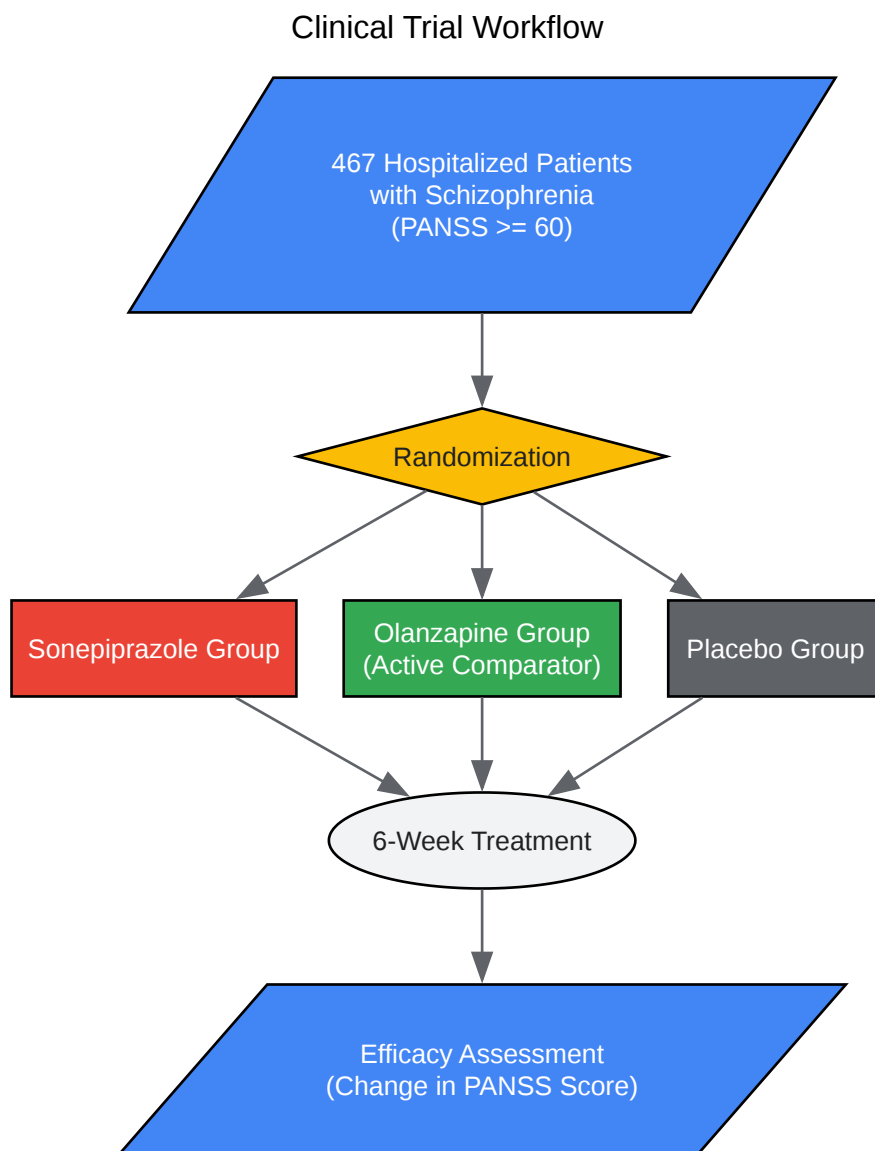 Clinical Trial Workflow
467 Hospitalized Patients
with Schizophrenia
(PANSS >= 60)
Randomization
Sonepiprazole Group
Olanzapine Group
(Active Comparator)
Placebo Group
6-Week Treatment
Efficacy Assessment
(Change in PANSS Score)